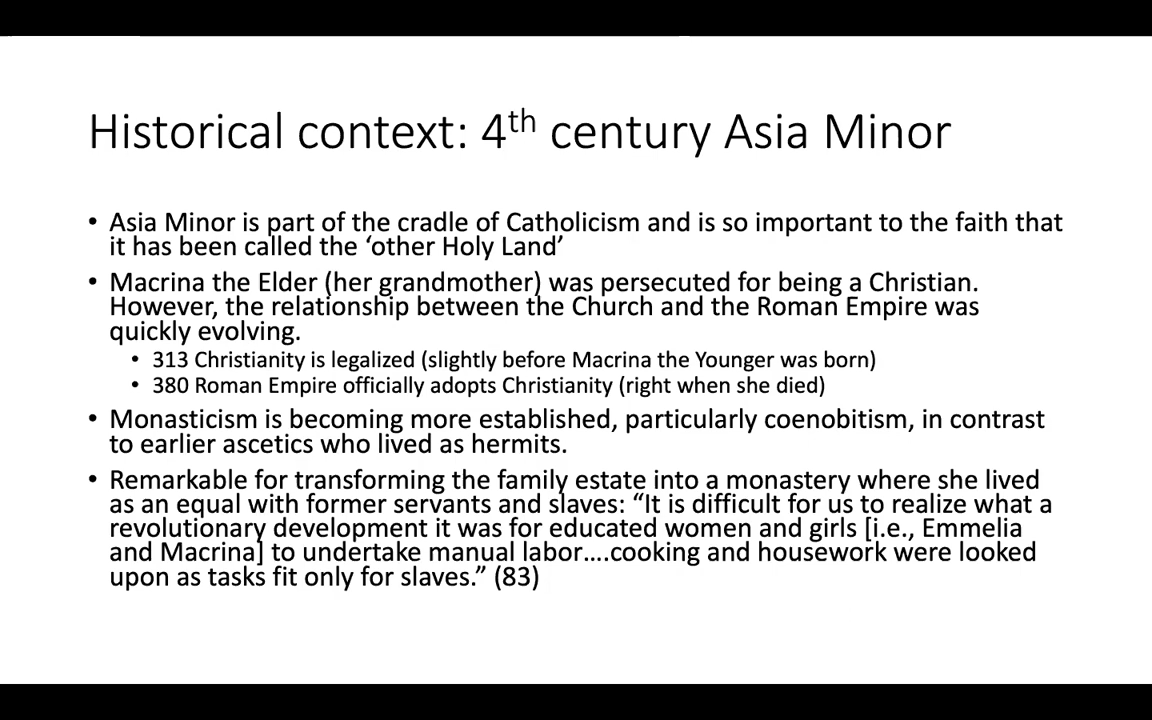 Historical context: 4th century Asia Minor
• Asia Minor is part of the cradle of Catholicism and is so important to the faith that
it has been called the ‘other Holy Land’
• Macrina the Elder (her grandmother) was persecuted for being a Christian.
However, the relationship between the Church and the Roman Empire was
quickly evolving.
• 313 Christianity is legalized (slightly before Macrina the Younger was born)
• 380 Roman Empire officially adopts Christianity (right when she died)
• Monasticism is becoming more established, particularly coenobitism, in contrast
to earlier ascetics who lived as hermits.
• Remarkable for transforming the family estate into a monastery where she lived
as an equal with former servants and slaves: “It is difficult for us to realize what a
revolutionary development it was for educated women and girls [i.e., Emmelia
and Macrina] to undertake manual labor….cooking and housework were looked
upon as tasks fit only for slaves.” (83)